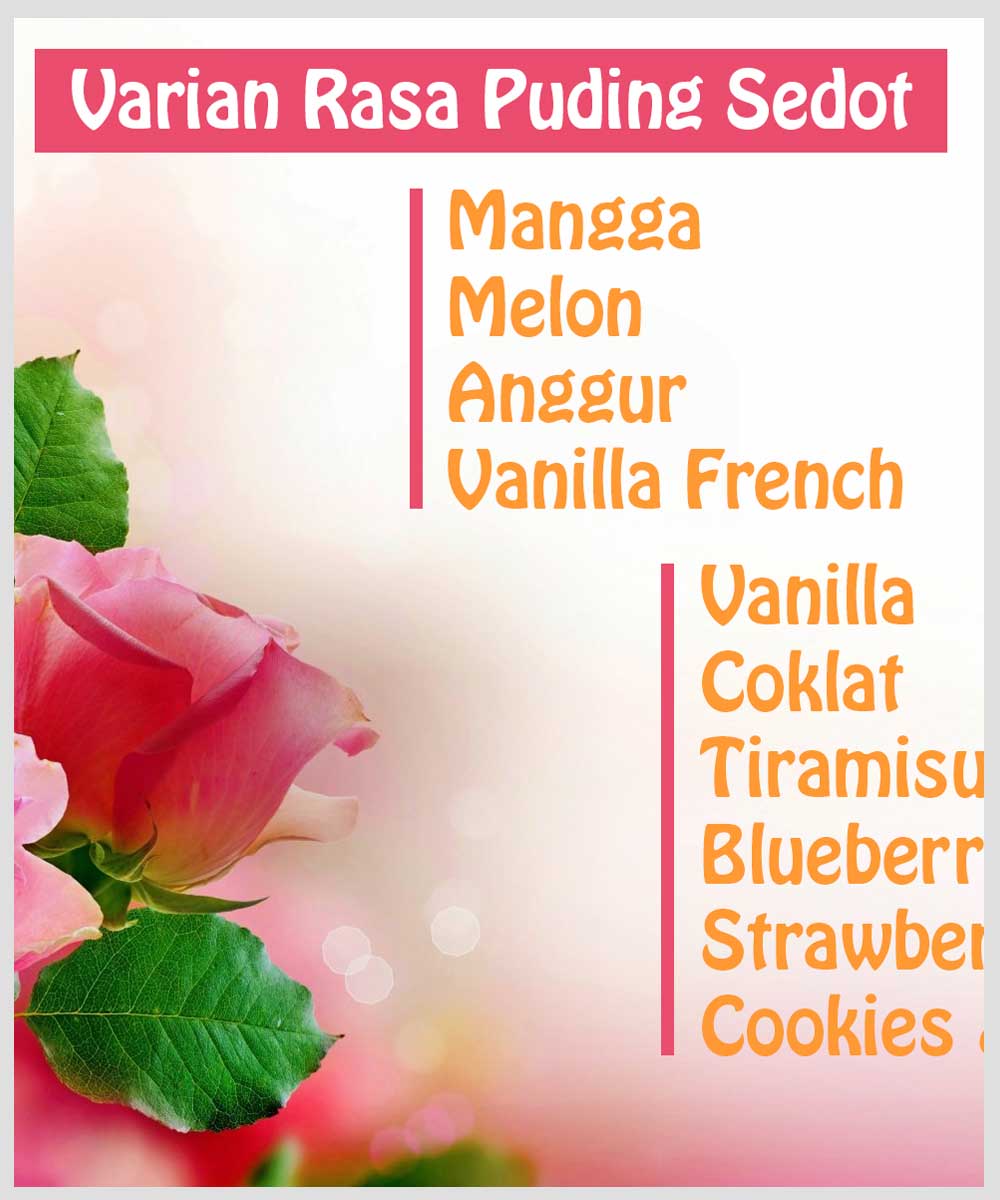 Varian Rasa Puding Sedot
Mangga
Melon
Anggur
Vanilla French
Vanilla
Coklat
Tiramisu
Blueberr
Strawber
Cookies